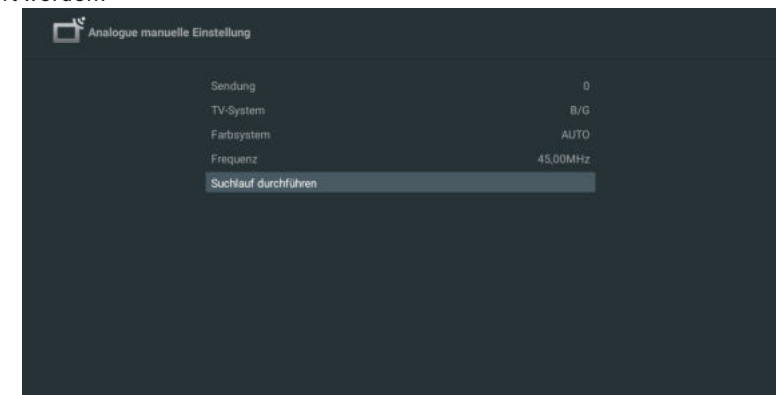 Analogue manuelle Einstellung
Sendung 0
TV-System B/G
Farbsystem AUTO
Frequenz 45,00MHz
Suchlauf durchführen